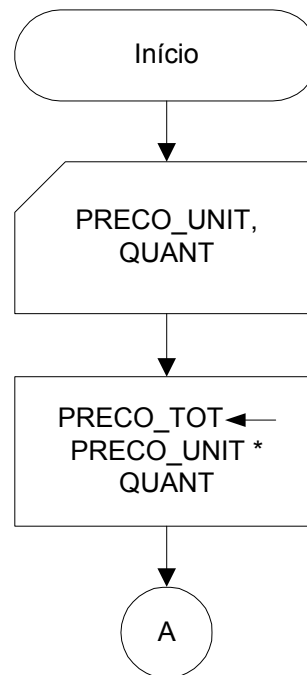 Início
PRECO_UNIT,
QUANT
PRECO_TOT
PRECO_UNIT *
QUANT
A